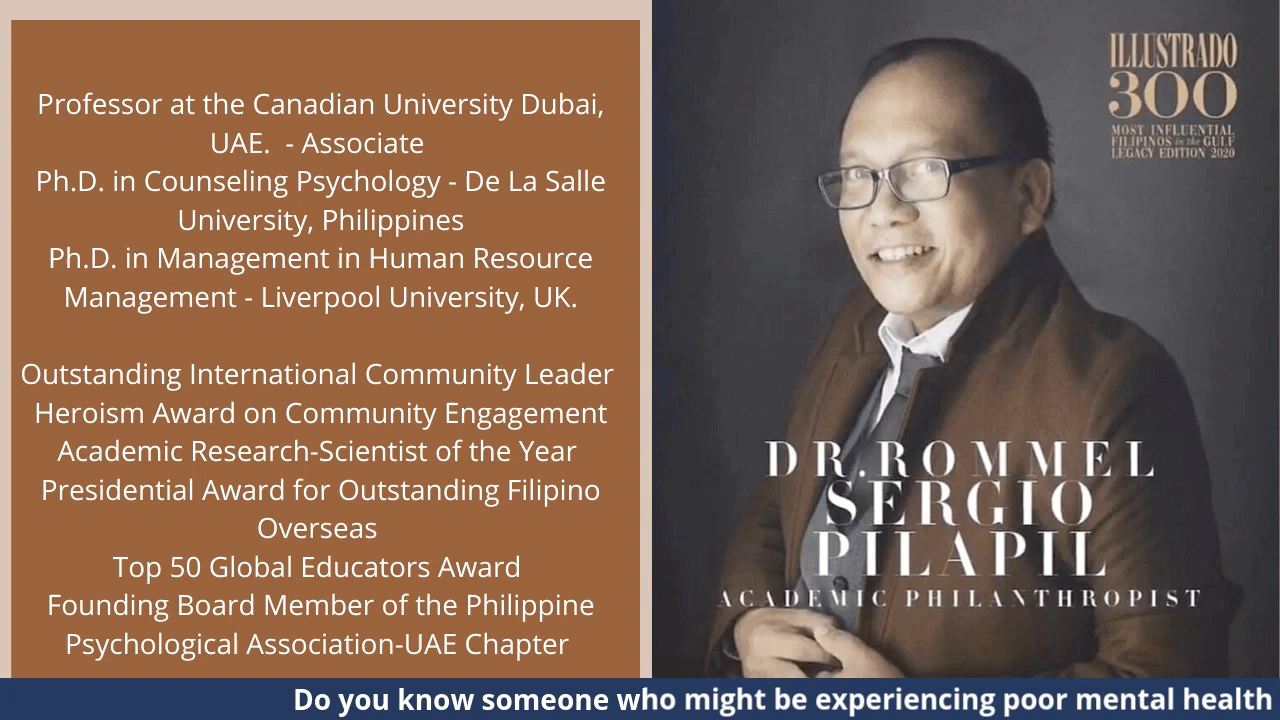 Professor at the Canadian University Dubai,
UAE.  - Associate
Ph.D. in Counseling Psychology - De La Salle
University, Philippines
Ph.D. in Management in Human Resource
Management - Liverpool University, UK.
Outstanding International Community Leader
Heroism Award on Community Engagement
Academic Research-Scientist of the Year
Presidential Award for Outstanding Filipino
Overseas
Top 50 Global Educators Award
Founding Board Member of the Philippine
Psychological Association-UAE Chapter
ILLUSTRADO
300
MOST INFLUENTIAL
FILIPINOS in the GULF
LEGACY EDITION 2020
DR.ROMMEL
SERGIO
PILAPIL
ACADEMIC PHILANTHROPIST
Do you know someone who might be experiencing poor mental health